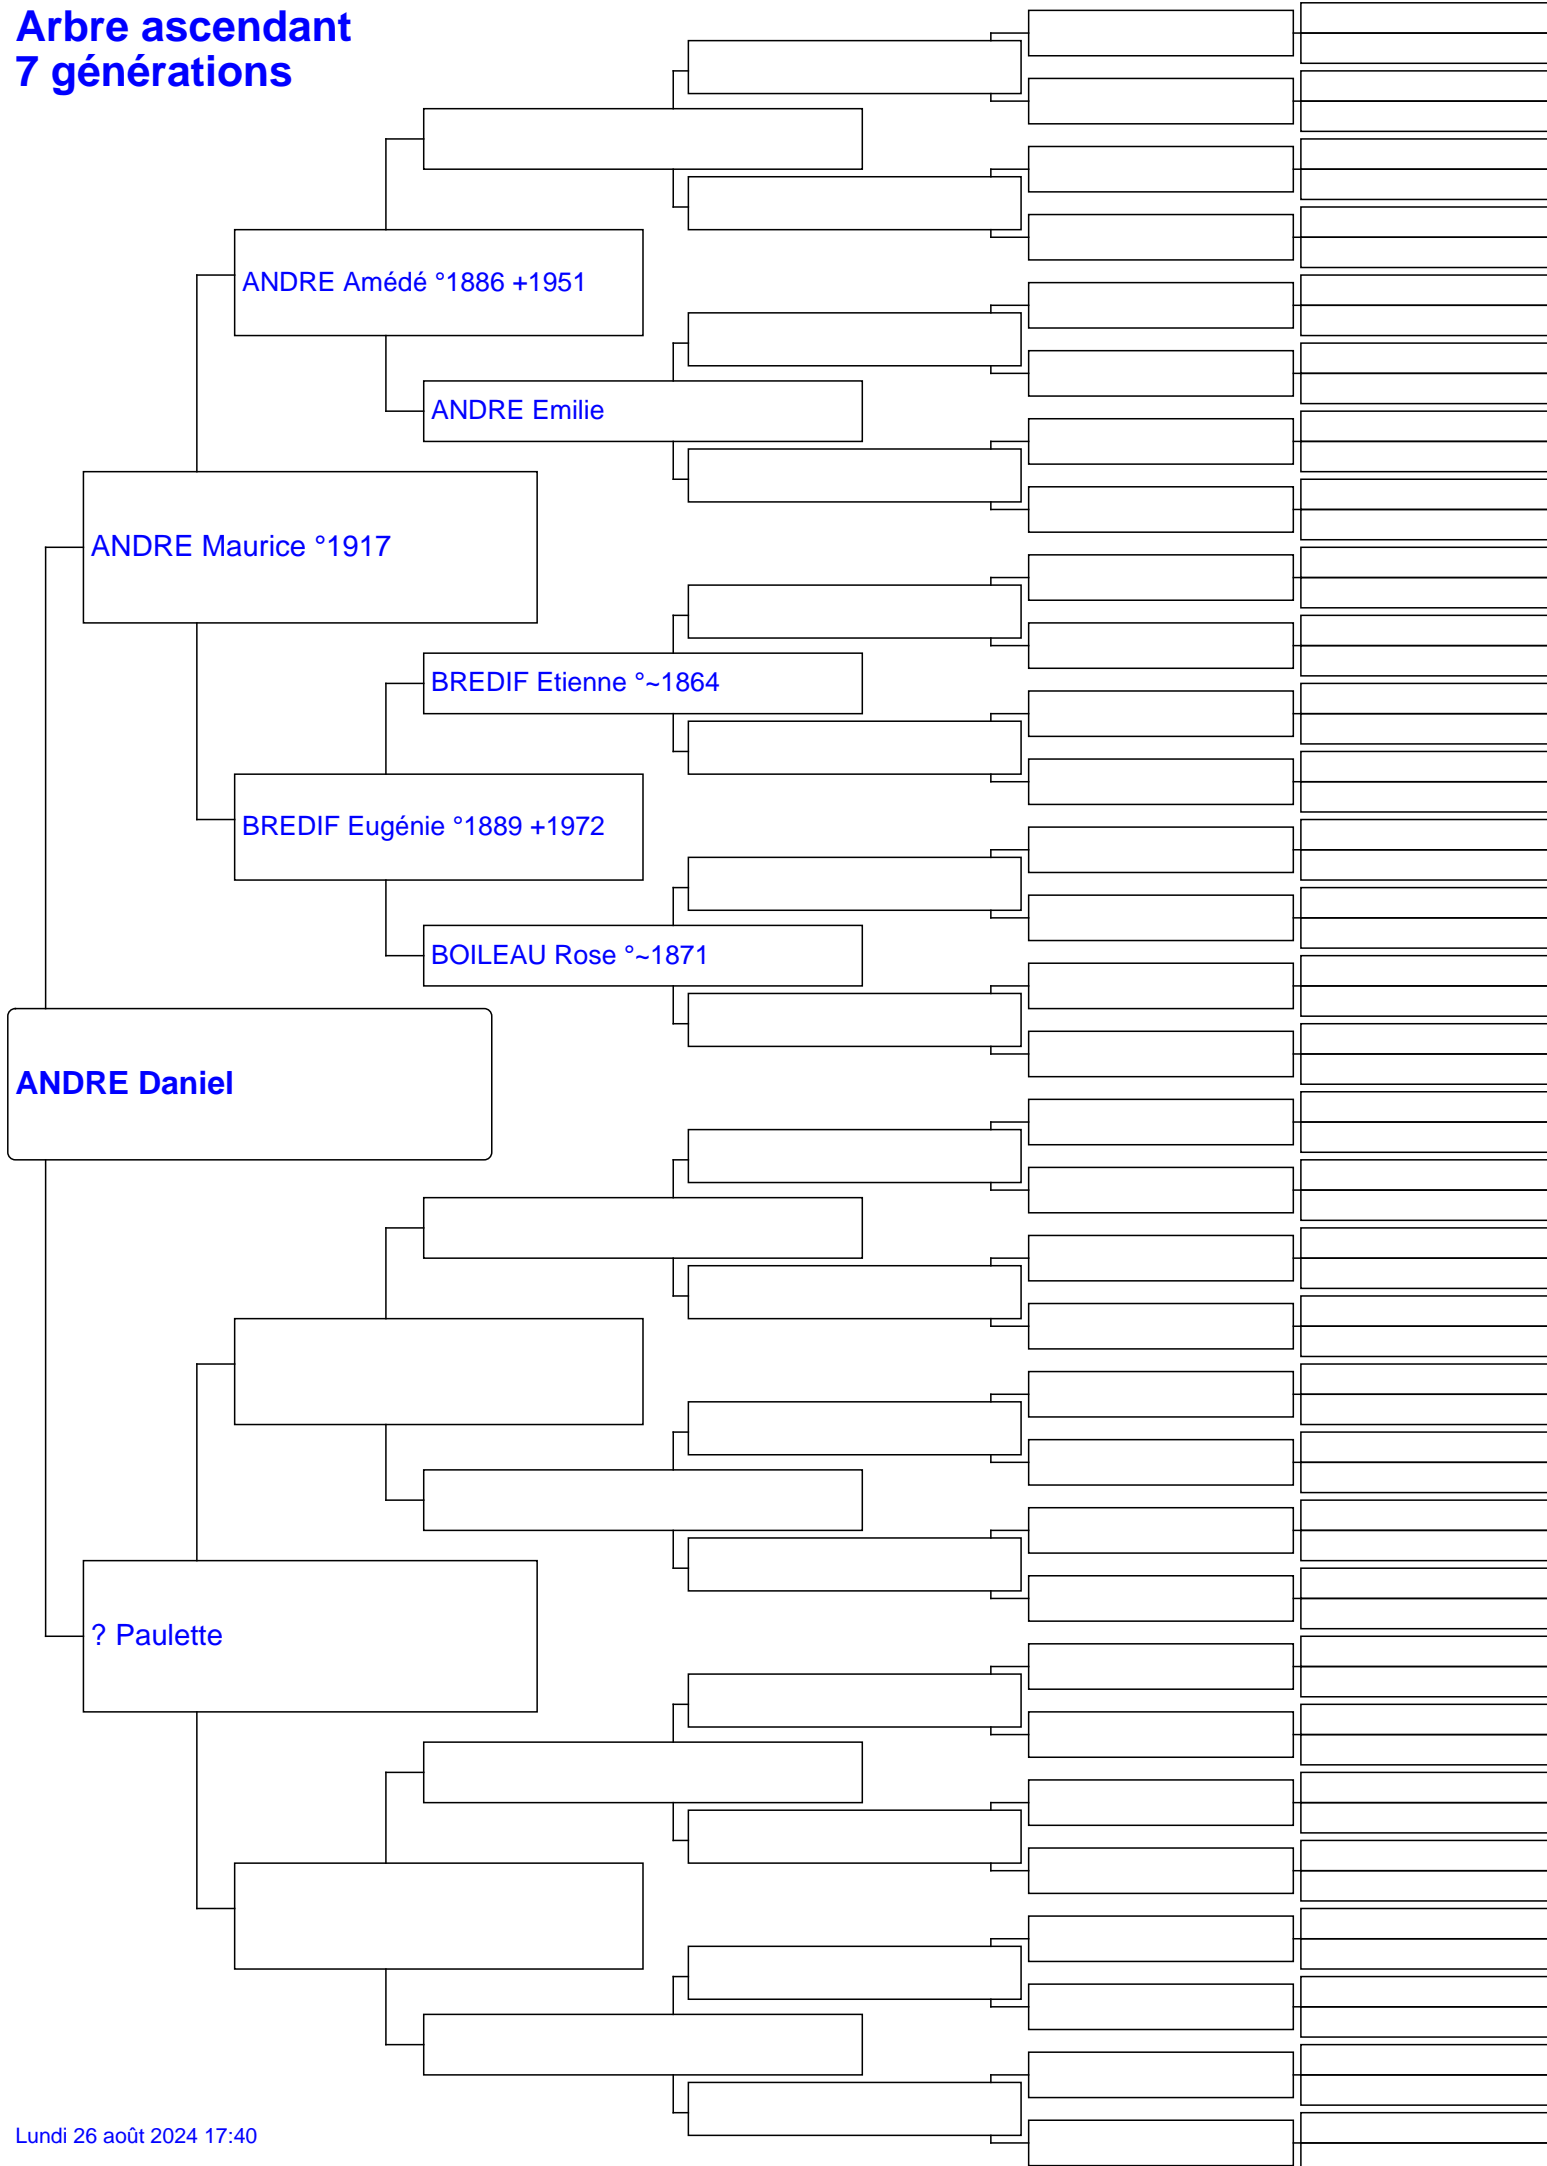 Arbre ascendant
7 générations
ANDRE Amédé °1886 +1951
ANDRE Emilie
ANDRE Maurice °1917
BREDIF Etienne °~1864
BREDIF Eugénie °1889 +1972
BOILEAU Rose °~1871
ANDRE Daniel
? Paulette
Lundi 26 août 2024 17:40